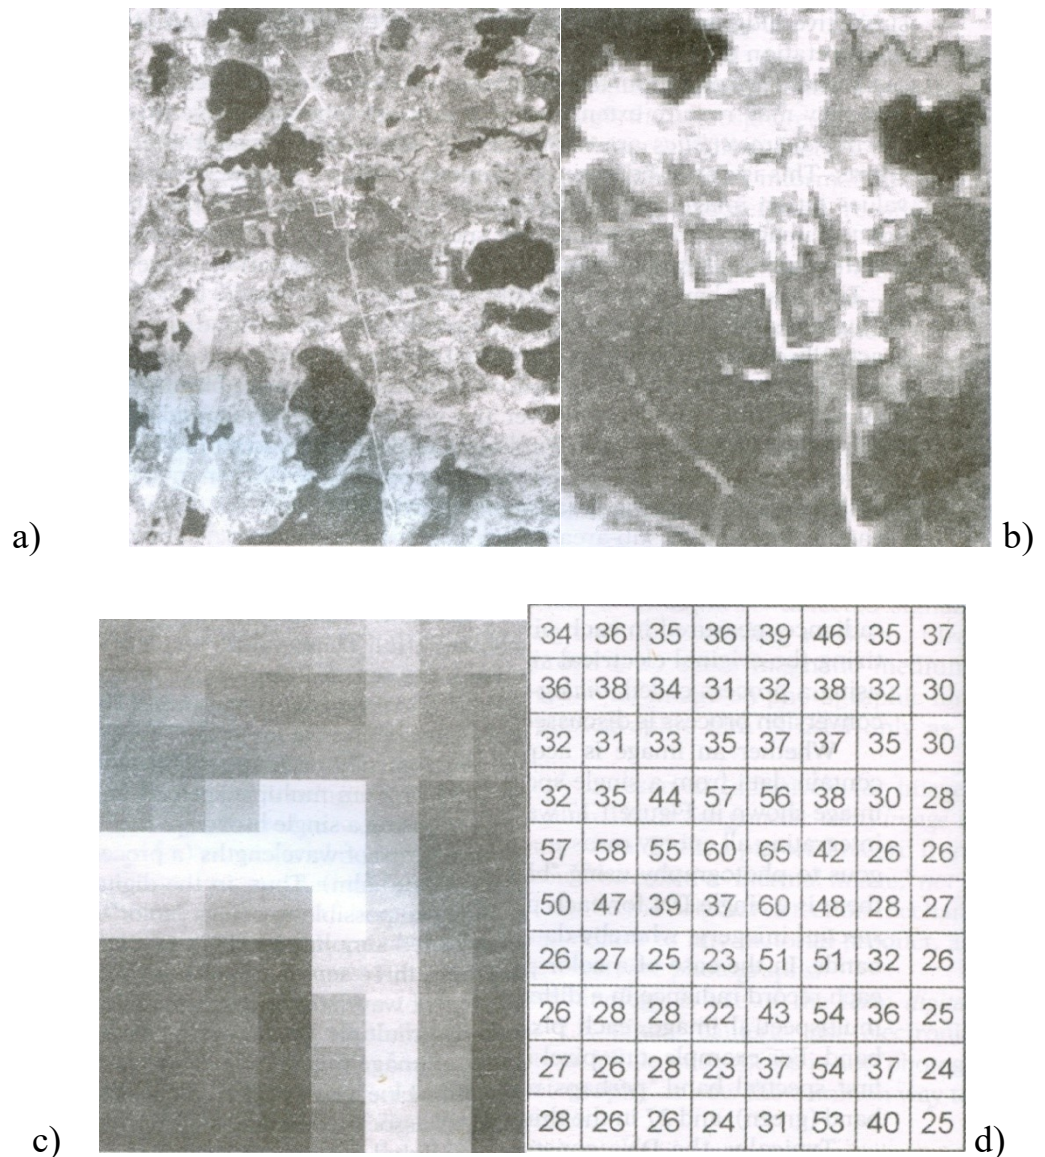 a)
b)
34 36 35 36 39 46 35 37
36 38 34 31 32 38 32 30
32 31 33 35 37 37 35 30
32 35 44 57 56 38 30 28
57 58 55 60 65 42 26 26
50 47 39 37 60 48 28 27
26 27 25 23 51 51 32 26
26 28 28 22 43 54 36 25
27 26 28 23 37 54 37 24
28 26 26 24 31 53 40 25
c)
d)